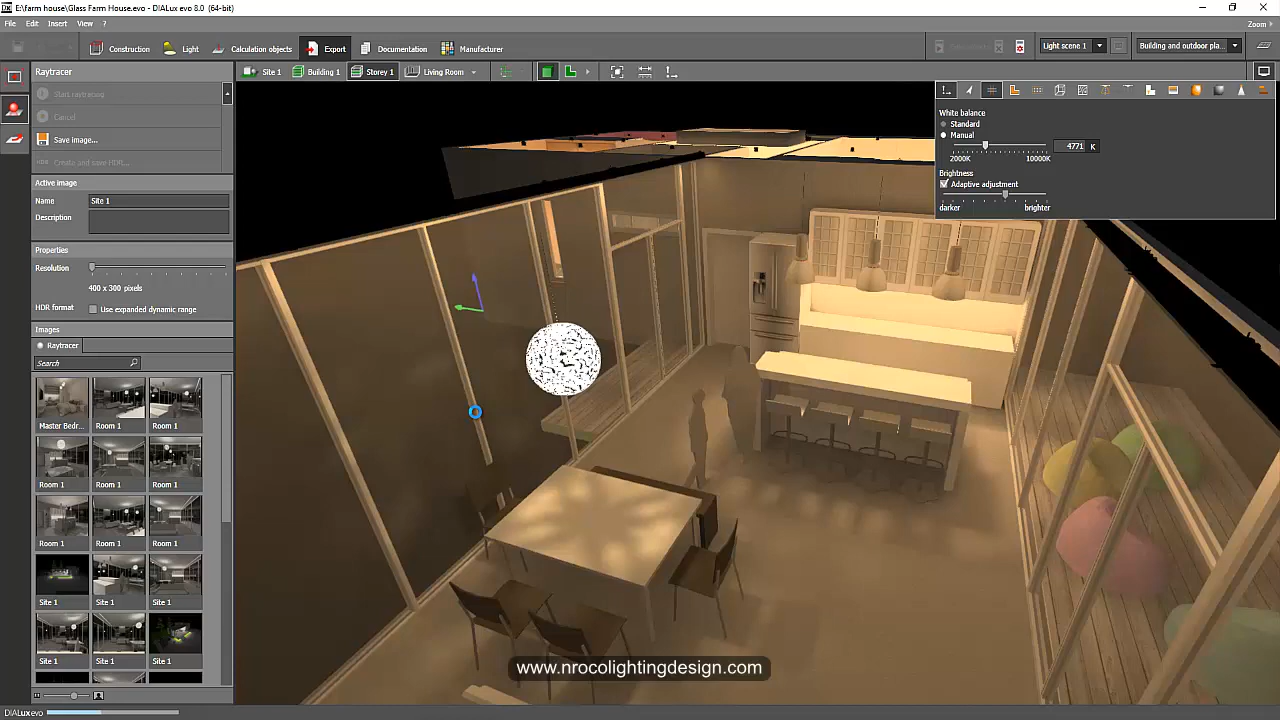 E:\farm house\Glass Farm House.evo - DIALux evo 8.0 (64-bit)
File Edit Insert View ? Zoom
Construction Light Calculation objects Export Documentation Manufacturer Light scene 1 Building and outdoor pla...
Raytracer Site 1 Building 1 Storey 1 Living Room
Start raytracing
Cancel
Save image...
Create and save HDR...
White balance
Standard
Manual
4771 K
2000K 10000K
Brightness
Adaptive adjustment
darker brighter
Active image
Name Site 1
Description
Properties
Resolution
400 x 300 pixels
HDR format Use expanded dynamic range
Images
Raytracer
Search
Master Bedr... Room 1 Room 1
Room 1 Room 1 Room 1
Room 1 Room 1 Room 1
Site 1 Site 1 Site 1
Site 1 Site 1 Site 1
www.nrocolightingdesign.com
DIALux evo